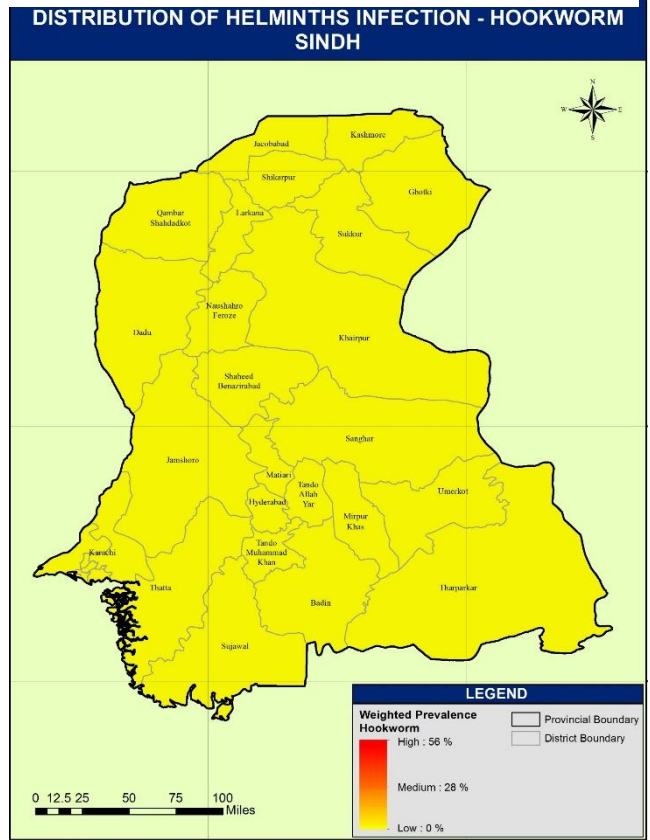 DISTRIBUTION OF HELMINTHS INFECTION - HOOKWORM
SINDH
N
W
E
S
Kashmore
Jacobabad
Shikarpur
Ghotki
Qambar
Shahdadkot
Larkana
Sukkur
Naushahro
Feroze
Dadu
Khairpur
Shaheed
Benazirabad
Sanghar
Jamshoro
Matiari
Tando
Allah
Yar
Umerkot
Hyderabad
Mirpur
Khas
Karachi
Tando
Muhammad
Khan
Thatta
Tharparkar
Badin
Sujawal
LEGEND
Weighted Prevalence
Hookworm
High : 56 %
Medium : 28 %
Low : 0 %
Provincial Boundary
District Boundary
0 12.5 25 50 75 100
Miles